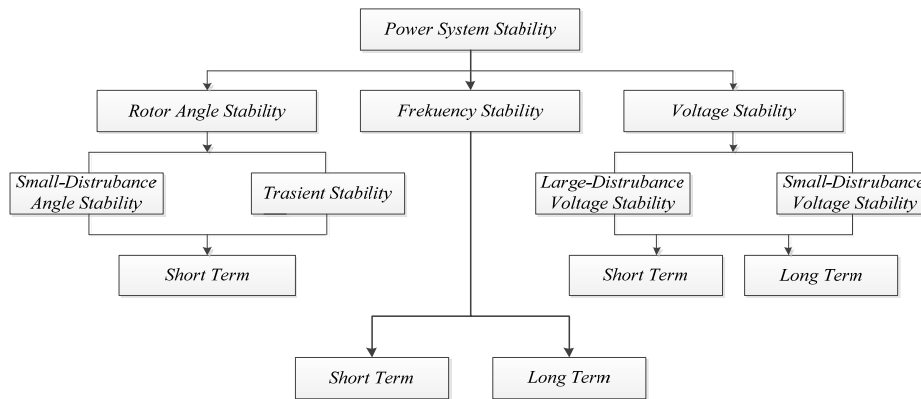 Power System Stability
Rotor Angle Stability
Frekuency Stability
Voltage Stability
Small-Distrubance
Angle Stability
Trasient Stability
Large-Distrubance
Voltage Stability
Small-Distrubance
Voltage Stability
Short Term
Short Term
Long Term
Short Term
Long Term